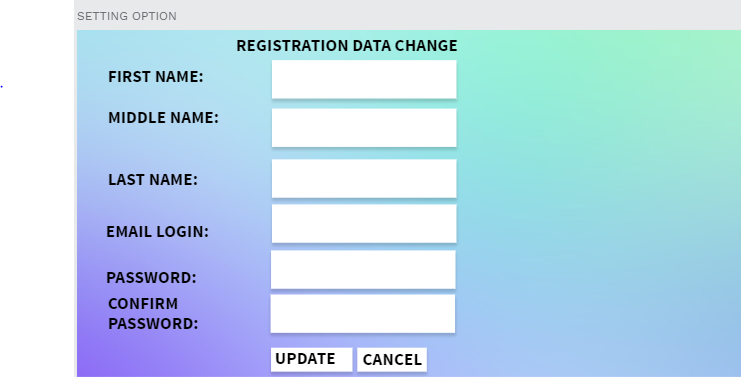 SETTING OPTION
REGISTRATION DATA CHANGE
FIRST NAME:
MIDDLE NAME:
LAST NAME:
EMAIL LOGIN:
PASSWORD:
CONFIRM
PASSWORD:
UPDATE CANCEL